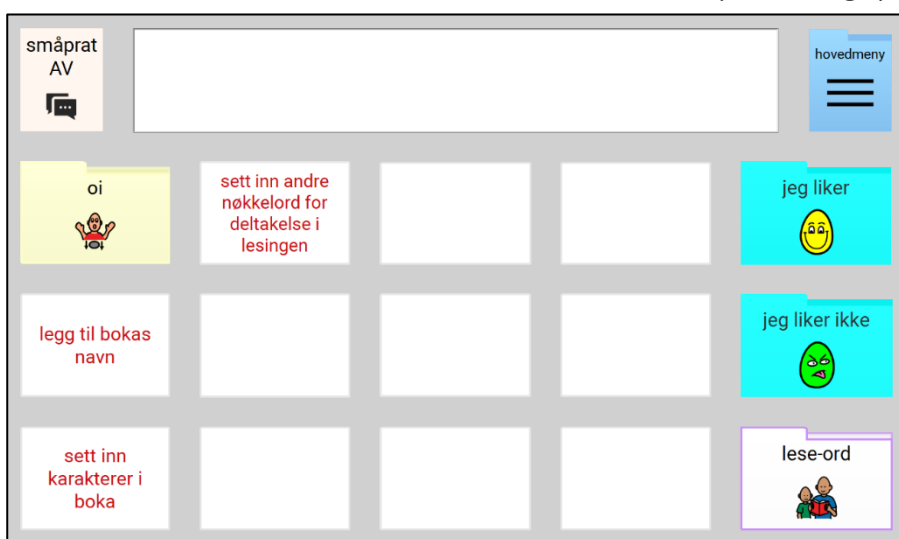 småprat
AV
hovedmeny
oi
sett inn andre
nøkkelord for
deltakelse i
lesingen
jeg liker
legg til bokas
navn
jeg liker ikke
sett inn
karakterer i
boka
lese-ord